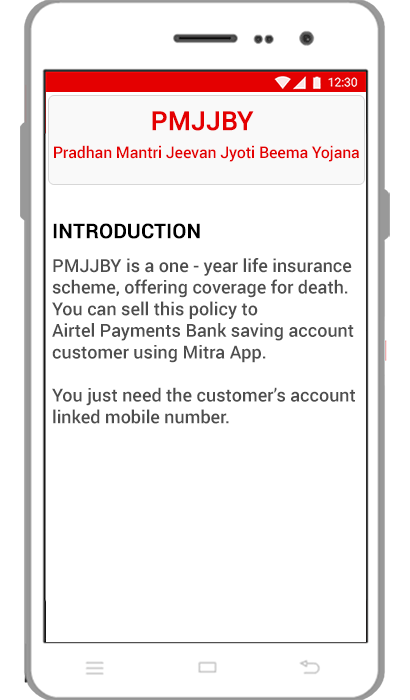 12:30
PMJJBY
Pradhan Mantri Jeevan Jyoti Beema Yojana
INTRODUCTION
PMJJBY is a one - year life insurance
scheme, offering coverage for death.
You can sell this policy to
Airtel Payments Bank saving account
customer using Mitra App.
You just need the customer's account
linked mobile number.